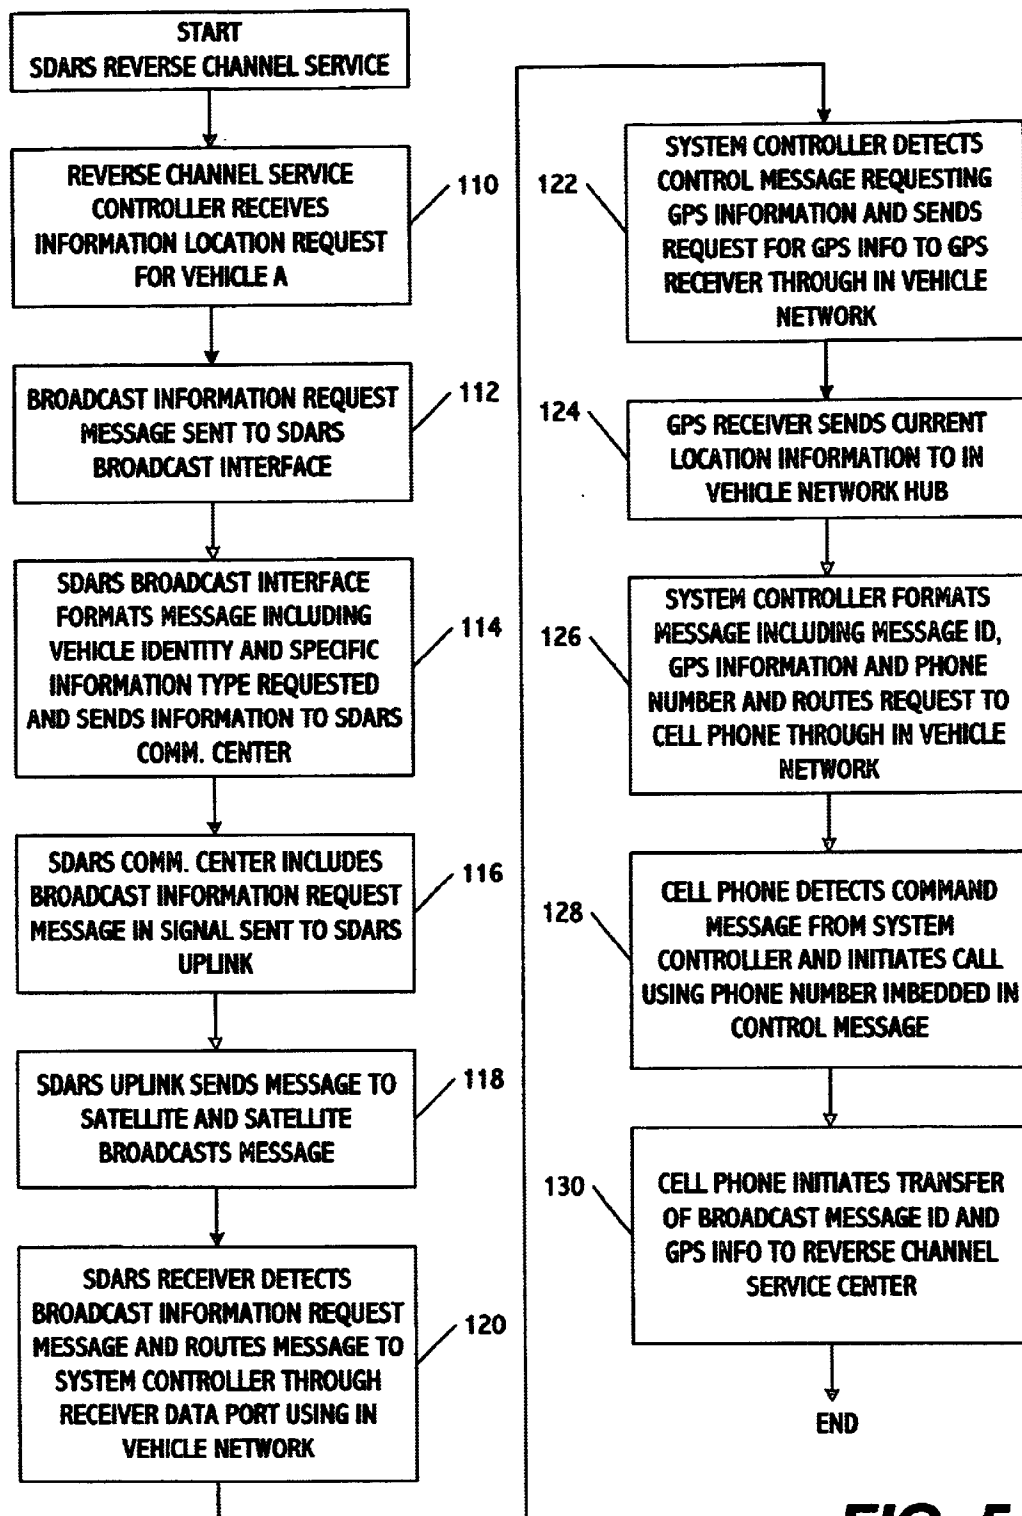 START
SDARS REVERSE CHANNEL SERVICE
REVERSE CHANNEL SERVICE
CONTROLLER RECEIVES
INFORMATION LOCATION REQUEST
FOR VEHICLE A
110
BROADCAST INFORMATION REQUEST
MESSAGE SENT TO SDARS
BROADCAST INTERFACE
112
SDARS BROADCAST INTERFACE
FORMATS MESSAGE INCLUDING
VEHICLE IDENTITY AND SPECIFIC
INFORMATION TYPE REQUESTED
AND SENDS INFORMATION TO SDARS
COMM. CENTER
114
SDARS COMM. CENTER INCLUDES
BROADCAST INFORMATION REQUEST
MESSAGE IN SIGNAL SENT TO SDARS
UPLINK
116
SDARS UPLINK SENDS MESSAGE TO
SATELLITE AND SATELLITE
BROADCASTS MESSAGE
118
SDARS RECEIVER DETECTS
BROADCAST INFORMATION REQUEST
MESSAGE AND ROUTES MESSAGE TO
SYSTEM CONTROLLER THROUGH
RECEIVER DATA PORT USING IN
VEHICLE NETWORK
120
122
SYSTEM CONTROLLER DETECTS
CONTROL MESSAGE REQUESTING
GPS INFORMATION AND SENDS
REQUEST FOR GPS INFO TO GPS
RECEIVER THROUGH IN VEHICLE
NETWORK
124
GPS RECEIVER SENDS CURRENT
LOCATION INFORMATION TO IN
VEHICLE NETWORK HUB
126
SYSTEM CONTROLLER FORMATS
MESSAGE INCLUDING MESSAGE ID,
GPS INFORMATION AND PHONE
NUMBER AND ROUTES REQUEST TO
CELL PHONE THROUGH IN VEHICLE
NETWORK
128
CELL PHONE DETECTS COMMAND
MESSAGE FROM SYSTEM
CONTROLLER AND INITIATES CALL
USING PHONE NUMBER IMBEDDED IN
CONTROL MESSAGE
130
CELL PHONE INITIATES TRANSFER
OF BROADCAST MESSAGE ID AND
GPS INFO TO REVERSE CHANNEL
SERVICE CENTER
END
FIG. 5